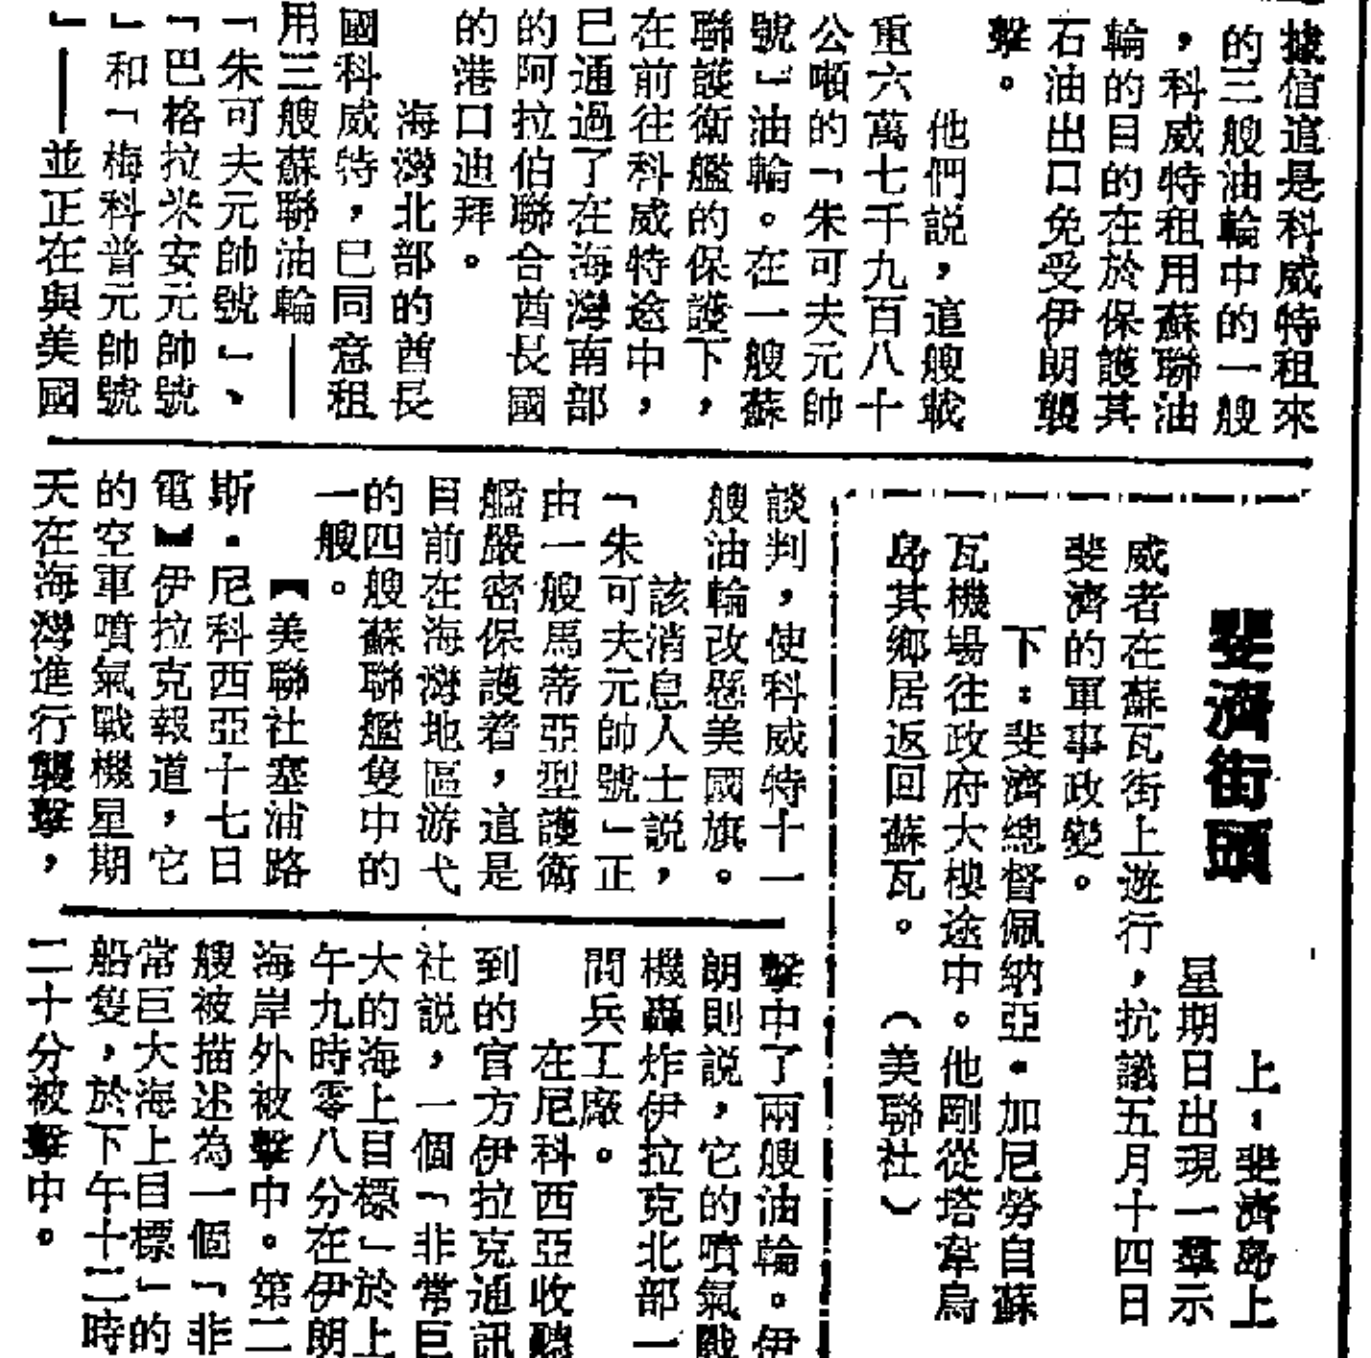 據信這是科威特租來
的三艘油輪中的一艘
，科威特租用蘇聯油
輪的目的在於保護其
石油出口免受伊朗襲
擊。
他們説，這艘載
重六萬七千九百八十
公噸的「朱可夫元帥
號」油輪。在一艘蘇
聯護衛艦的保護下，
在前往科威特途中，
已通過了在海灣南部
的阿拉伯聯合酋長國
的港口迪拜。
海灣北部的酋長
國科威特，已同意租
用三艘蘇聯油輪——
「朱可夫元帥號」、
「巴格拉米安元帥號
」和「梅科普元帥號
」——並正在與美國
談判，使科威特十一
艘油輪改懸美國旗。
該消息人士説，
「朱可夫元帥號」正
由一艘馬蒂亞型護衛
艦嚴密保護着，這是
目前在海灣地區游弋
的四艘蘇聯艦隻中的
一艘。
【美聯社塞浦路
斯．尼科西亞十七日
電】伊拉克報道，它
的空軍噴氣戰機星期
天在海灣進行襲擊，
擊中了兩艘油輪。伊
朗則説，它的噴氣戰
機轟炸伊拉克北部一
間兵工廠。
在尼科西亞收聽
到的官方伊拉克通訊
社説，一個「非常巨
大的海上目標」於上
午九時零八分在伊朗
海岸外被擊中。第二
艘被描述為一個「非
常巨大海上目標」的
船隻，於下午十二時
二十分被擊中。
斐濟街頭
上：斐濟島上
星期日出現一羣示
威者在蘇瓦街上遊行，抗議五月十四日
斐濟的軍事政變。
下：斐濟總督佩納亞．加尼勞自蘇
瓦機場往政府大樓途中。他剛從塔韋烏
島其鄉居返回蘇瓦。（美聯社）